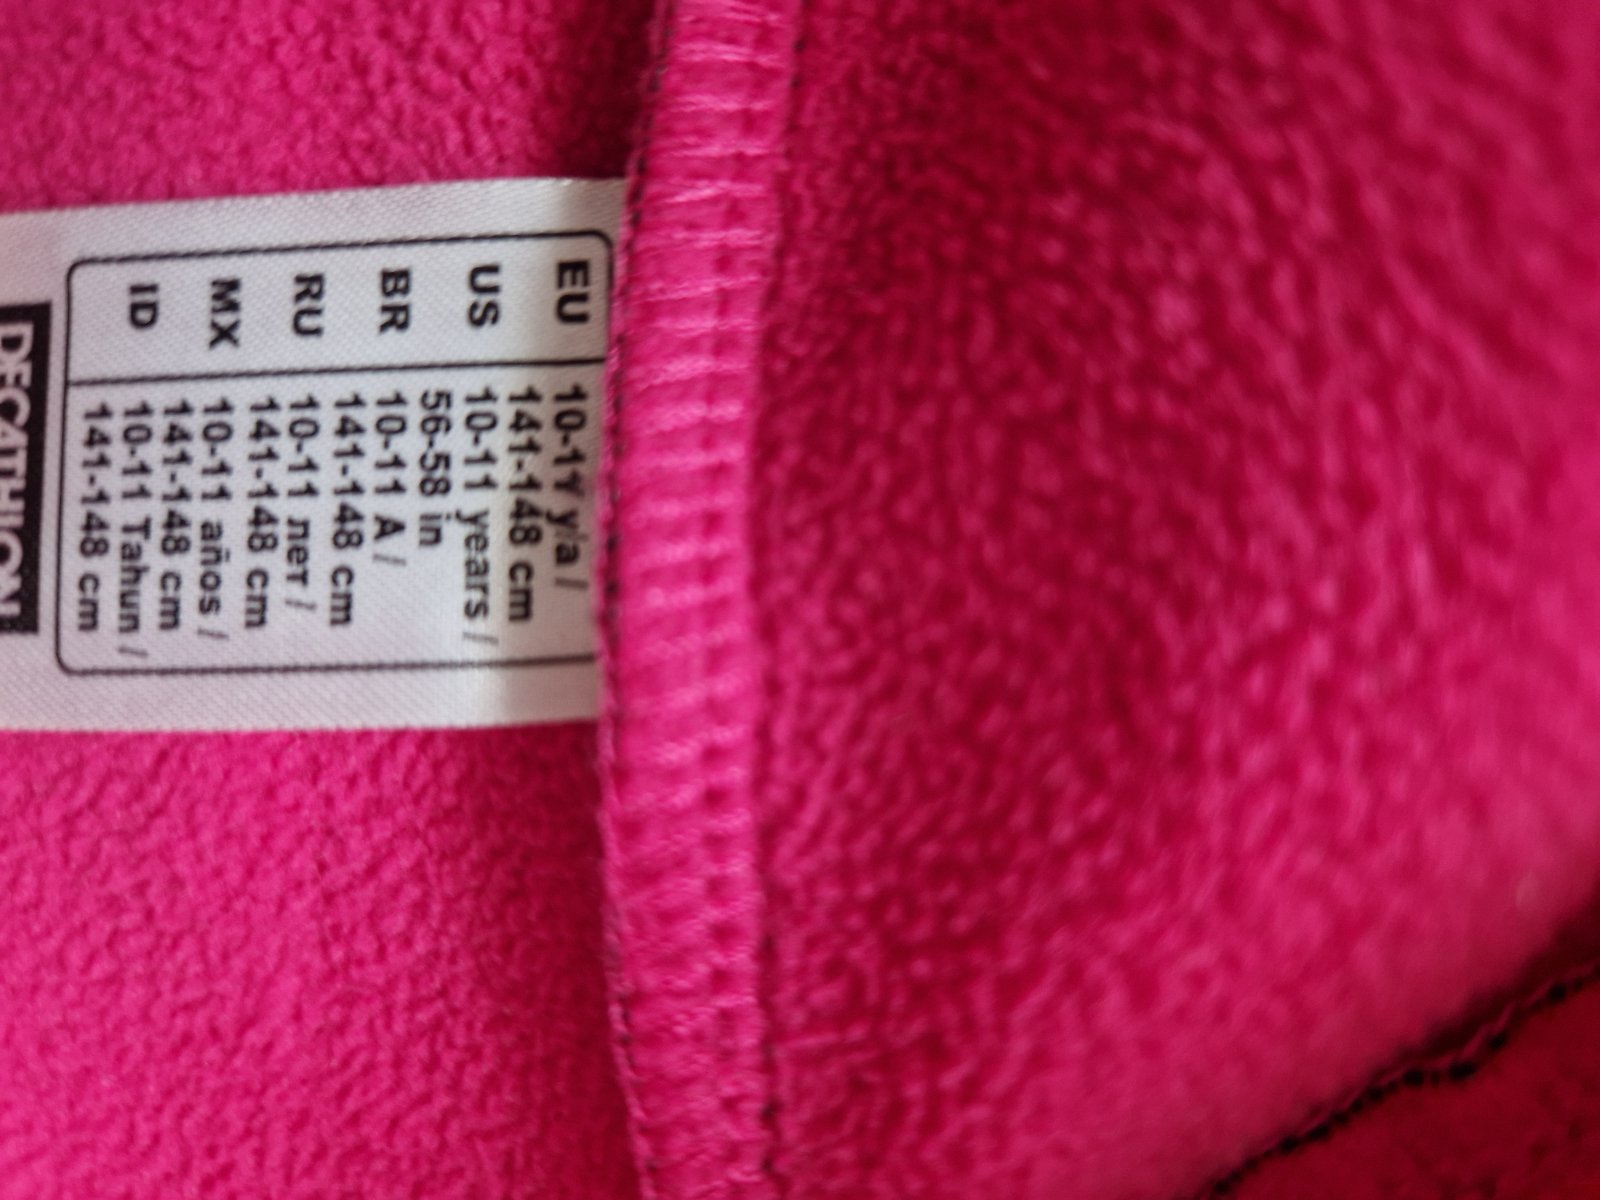 EU 10-11 y/a /
141-148 cm
US 10-11 years /
56-58 in
BR 10-11 A /
141-148 cm
RU 10-11 лет /
141-148 cm
MX 10-11 años /
141-148 cm
ID 10-11 Tahun /
141-148 cm
DECATHLON